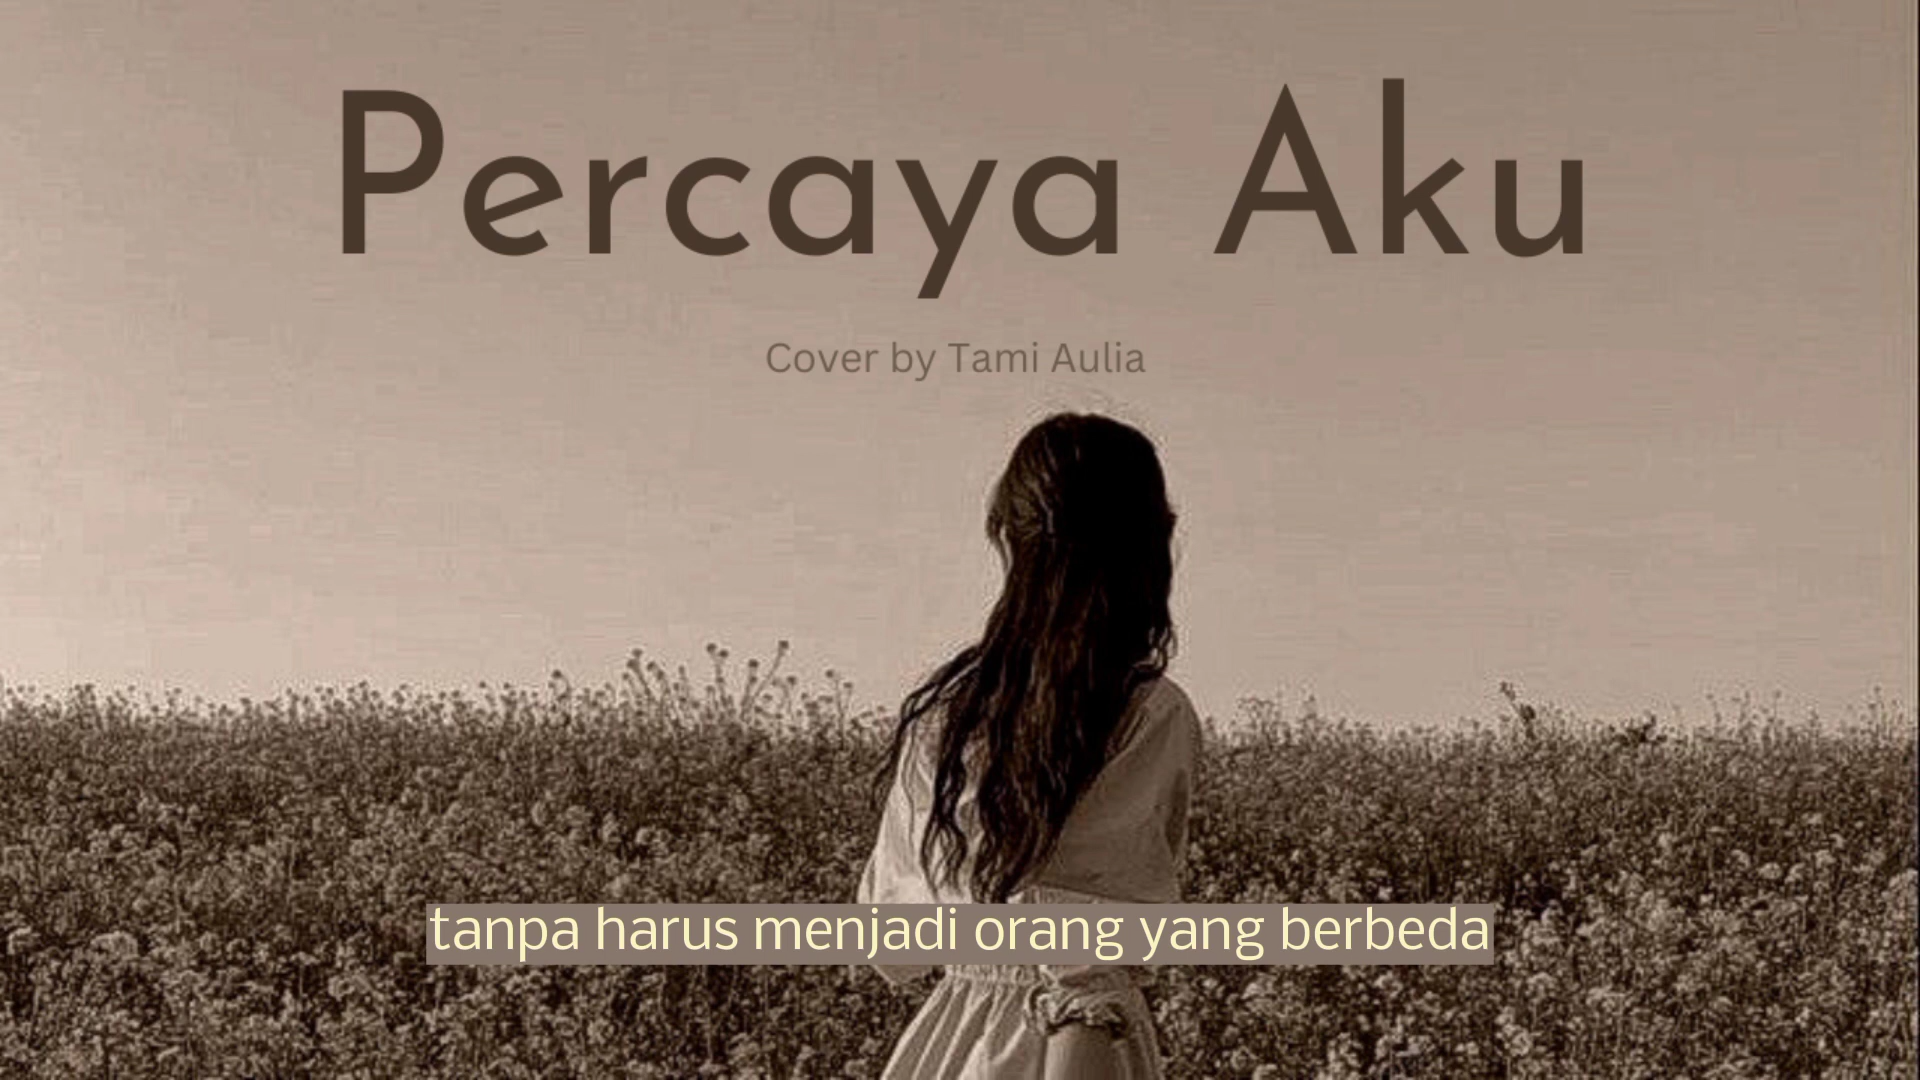 Percaya Aku
Cover by Tami Aulia
tanpa harus menjadi orang yang berbeda